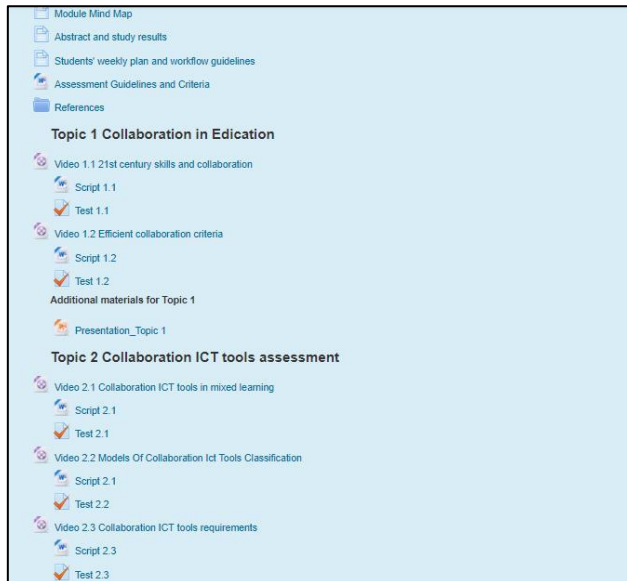 Module Mind Map
Abstract and study results
Students' weekly plan and workflow guidelines
Assessment Guidelines and Criteria
References
Topic 1 Collaboration in Edication
Video 1.1 21st century skills and collaboration
Script 1.1
Test 1.1
Video 1.2 Efficient collaboration criteria
Script 1.2
Test 1.2
Additional materials for Topic 1
Presentation_Topic 1
Topic 2 Collaboration ICT tools assessment
Video 2.1 Collaboration ICT tools in mixed learning
Script 2.1
Test 2.1
Video 2.2 Models Of Collaboration Ict Tools Classification
Script 2.1
Test 2.2
Video 2.3 Collaboration ICT tools requirements
Script 2.3
Test 2.3